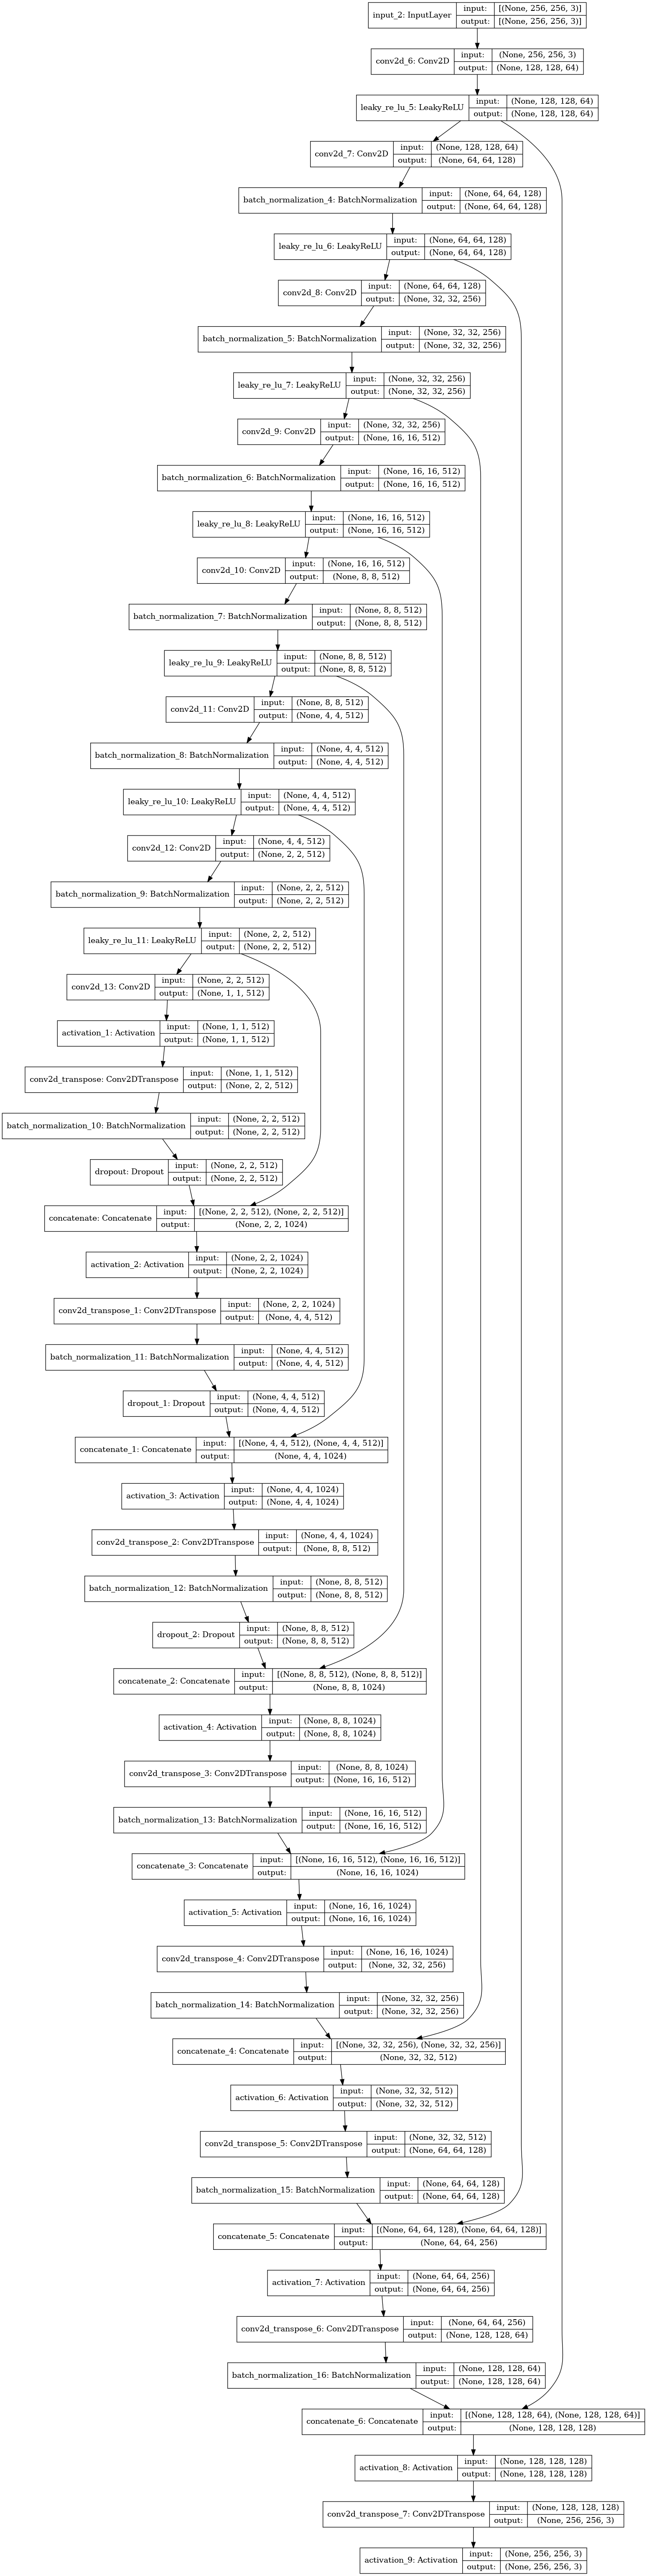 input_2: InputLayer input: [(None, 256, 256, 3)]
output: [(None, 256, 256, 3)]
conv2d_6: Conv2D input: (None, 256, 256, 3)
output: (None, 128, 128, 64)
leaky_re_lu_5: LeakyReLU input: (None, 128, 128, 64)
output: (None, 128, 128, 64)
conv2d_7: Conv2D input: (None, 128, 128, 64)
output: (None, 64, 64, 128)
batch_normalization_4: BatchNormalization input: (None, 64, 64, 128)
output: (None, 64, 64, 128)
leaky_re_lu_6: LeakyReLU input: (None, 64, 64, 128)
output: (None, 64, 64, 128)
conv2d_8: Conv2D input: (None, 64, 64, 128)
output: (None, 32, 32, 256)
batch_normalization_5: BatchNormalization input: (None, 32, 32, 256)
output: (None, 32, 32, 256)
leaky_re_lu_7: LeakyReLU input: (None, 32, 32, 256)
output: (None, 32, 32, 256)
conv2d_9: Conv2D input: (None, 32, 32, 256)
output: (None, 16, 16, 512)
batch_normalization_6: BatchNormalization input: (None, 16, 16, 512)
output: (None, 16, 16, 512)
leaky_re_lu_8: LeakyReLU input: (None, 16, 16, 512)
output: (None, 16, 16, 512)
conv2d_10: Conv2D input: (None, 16, 16, 512)
output: (None, 8, 8, 512)
batch_normalization_7: BatchNormalization input: (None, 8, 8, 512)
output: (None, 8, 8, 512)
leaky_re_lu_9: LeakyReLU input: (None, 8, 8, 512)
output: (None, 8, 8, 512)
conv2d_11: Conv2D input: (None, 8, 8, 512)
output: (None, 4, 4, 512)
batch_normalization_8: BatchNormalization input: (None, 4, 4, 512)
output: (None, 4, 4, 512)
leaky_re_lu_10: LeakyReLU input: (None, 4, 4, 512)
output: (None, 4, 4, 512)
conv2d_12: Conv2D input: (None, 4, 4, 512)
output: (None, 2, 2, 512)
batch_normalization_9: BatchNormalization input: (None, 2, 2, 512)
output: (None, 2, 2, 512)
leaky_re_lu_11: LeakyReLU input: (None, 2, 2, 512)
output: (None, 2, 2, 512)
conv2d_13: Conv2D input: (None, 2, 2, 512)
output: (None, 1, 1, 512)
activation_1: Activation input: (None, 1, 1, 512)
output: (None, 1, 1, 512)
conv2d_transpose: Conv2DTranspose input: (None, 1, 1, 512)
output: (None, 2, 2, 512)
batch_normalization_10: BatchNormalization input: (None, 2, 2, 512)
output: (None, 2, 2, 512)
dropout: Dropout input: (None, 2, 2, 512)
output: (None, 2, 2, 512)
concatenate: Concatenate input: [(None, 2, 2, 512), (None, 2, 2, 512)]
output: (None, 2, 2, 1024)
activation_2: Activation input: (None, 2, 2, 1024)
output: (None, 2, 2, 1024)
conv2d_transpose_1: Conv2DTranspose input: (None, 2, 2, 1024)
output: (None, 4, 4, 512)
batch_normalization_11: BatchNormalization input: (None, 4, 4, 512)
output: (None, 4, 4, 512)
dropout_1: Dropout input: (None, 4, 4, 512)
output: (None, 4, 4, 512)
concatenate_1: Concatenate input: [(None, 4, 4, 512), (None, 4, 4, 512)]
output: (None, 4, 4, 1024)
activation_3: Activation input: (None, 4, 4, 1024)
output: (None, 4, 4, 1024)
conv2d_transpose_2: Conv2DTranspose input: (None, 4, 4, 1024)
output: (None, 8, 8, 512)
batch_normalization_12: BatchNormalization input: (None, 8, 8, 512)
output: (None, 8, 8, 512)
dropout_2: Dropout input: (None, 8, 8, 512)
output: (None, 8, 8, 512)
concatenate_2: Concatenate input: [(None, 8, 8, 512), (None, 8, 8, 512)]
output: (None, 8, 8, 1024)
activation_4: Activation input: (None, 8, 8, 1024)
output: (None, 8, 8, 1024)
conv2d_transpose_3: Conv2DTranspose input: (None, 8, 8, 1024)
output: (None, 16, 16, 512)
batch_normalization_13: BatchNormalization input: (None, 16, 16, 512)
output: (None, 16, 16, 512)
concatenate_3: Concatenate input: [(None, 16, 16, 512), (None, 16, 16, 512)]
output: (None, 16, 16, 1024)
activation_5: Activation input: (None, 16, 16, 1024)
output: (None, 16, 16, 1024)
conv2d_transpose_4: Conv2DTranspose input: (None, 16, 16, 1024)
output: (None, 32, 32, 256)
batch_normalization_14: BatchNormalization input: (None, 32, 32, 256)
output: (None, 32, 32, 256)
concatenate_4: Concatenate input: [(None, 32, 32, 256), (None, 32, 32, 256)]
output: (None, 32, 32, 512)
activation_6: Activation input: (None, 32, 32, 512)
output: (None, 32, 32, 512)
conv2d_transpose_5: Conv2DTranspose input: (None, 32, 32, 512)
output: (None, 64, 64, 128)
batch_normalization_15: BatchNormalization input: (None, 64, 64, 128)
output: (None, 64, 64, 128)
concatenate_5: Concatenate input: [(None, 64, 64, 128), (None, 64, 64, 128)]
output: (None, 64, 64, 256)
activation_7: Activation input: (None, 64, 64, 256)
output: (None, 64, 64, 256)
conv2d_transpose_6: Conv2DTranspose input: (None, 64, 64, 256)
output: (None, 128, 128, 64)
batch_normalization_16: BatchNormalization input: (None, 128, 128, 64)
output: (None, 128, 128, 64)
concatenate_6: Concatenate input: [(None, 128, 128, 64), (None, 128, 128, 64)]
output: (None, 128, 128, 128)
activation_8: Activation input: (None, 128, 128, 128)
output: (None, 128, 128, 128)
conv2d_transpose_7: Conv2DTranspose input: (None, 128, 128, 128)
output: (None, 256, 256, 3)
activation_9: Activation input: (None, 256, 256, 3)
output: (None, 256, 256, 3)